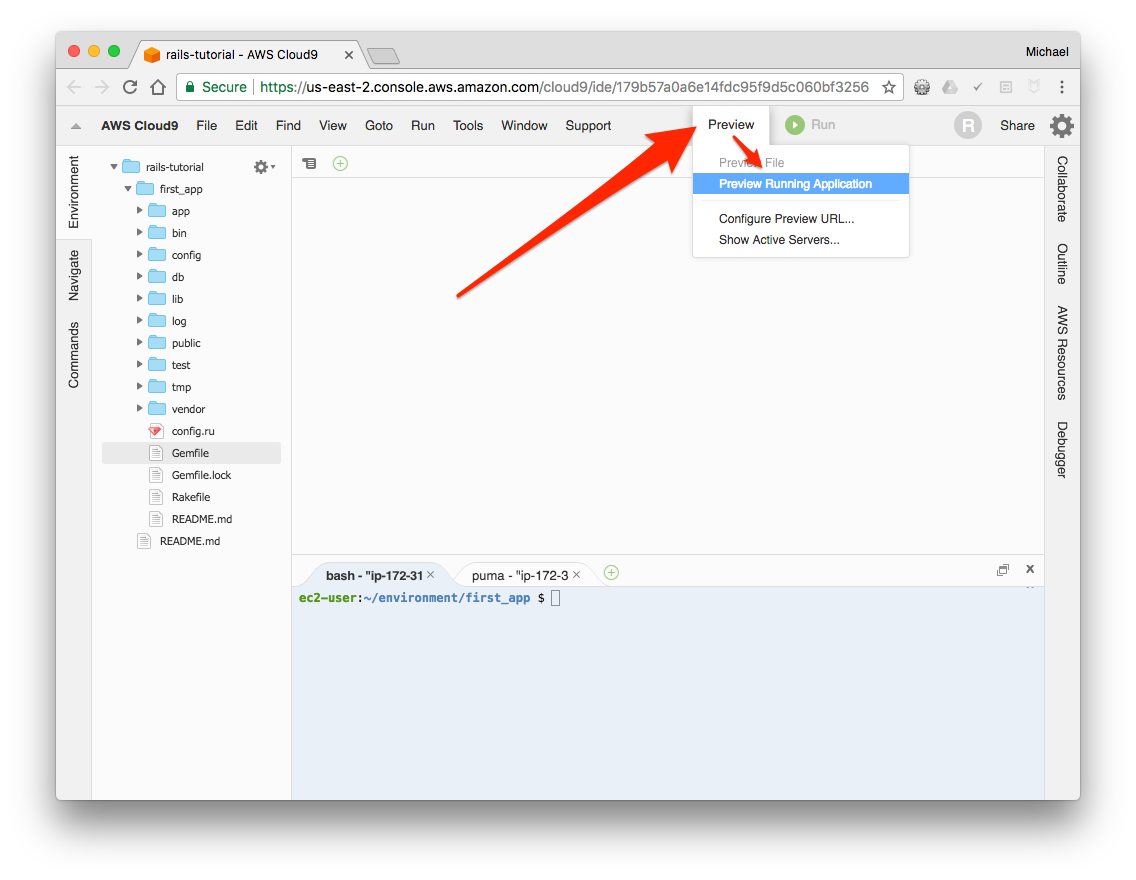 rails-tutorial - AWS Cloud9
Michael
Secure
https://us-east-2.console.aws.amazon.com/cloud9/ide/179b57a0a6e14fdc95f9d5c060bf3256
AWS Cloud9 File Edit Find View Goto Run Tools Window Support Preview Run R Share
Preview File
Preview Running Application
Configure Preview URL...
Show Active Servers...
Environment
Navigate
Commands
rails-tutorial
first_app
app
bin
config
db
lib
log
public
test
tmp
vendor
config.ru
Gemfile
Gemfile.lock
Rakefile
README.md
README.md
Collaborate
Outline
AWS Resources
Debugger
bash - "ip-172-31 puma - "ip-172-3
ec2-user:~/environment/first_app $